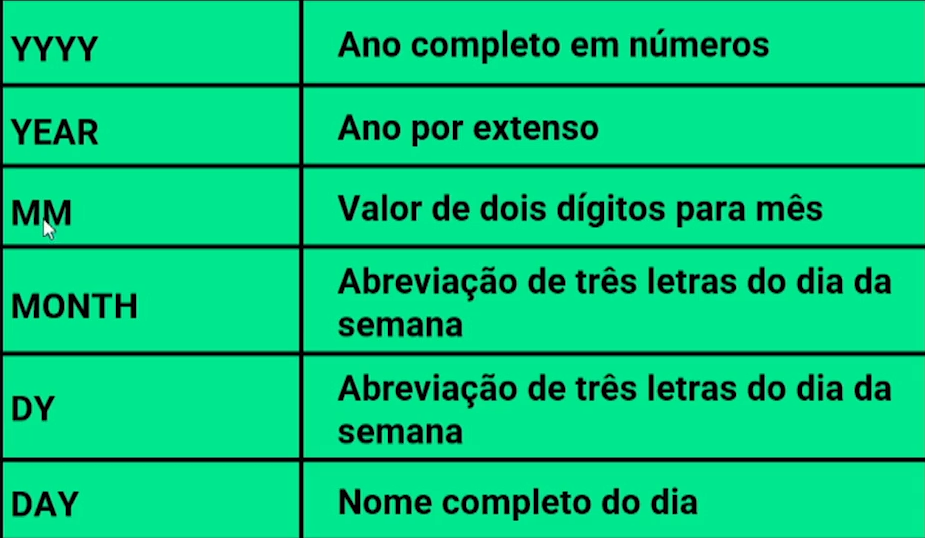 YYYY
Ano completo em números
YEAR
Ano por extenso
MM
Valor de dois dígitos para mês
MONTH
Abreviação de três letras do dia da
semana
DY
Abreviação de três letras do dia da
semana
DAY
Nome completo do dia